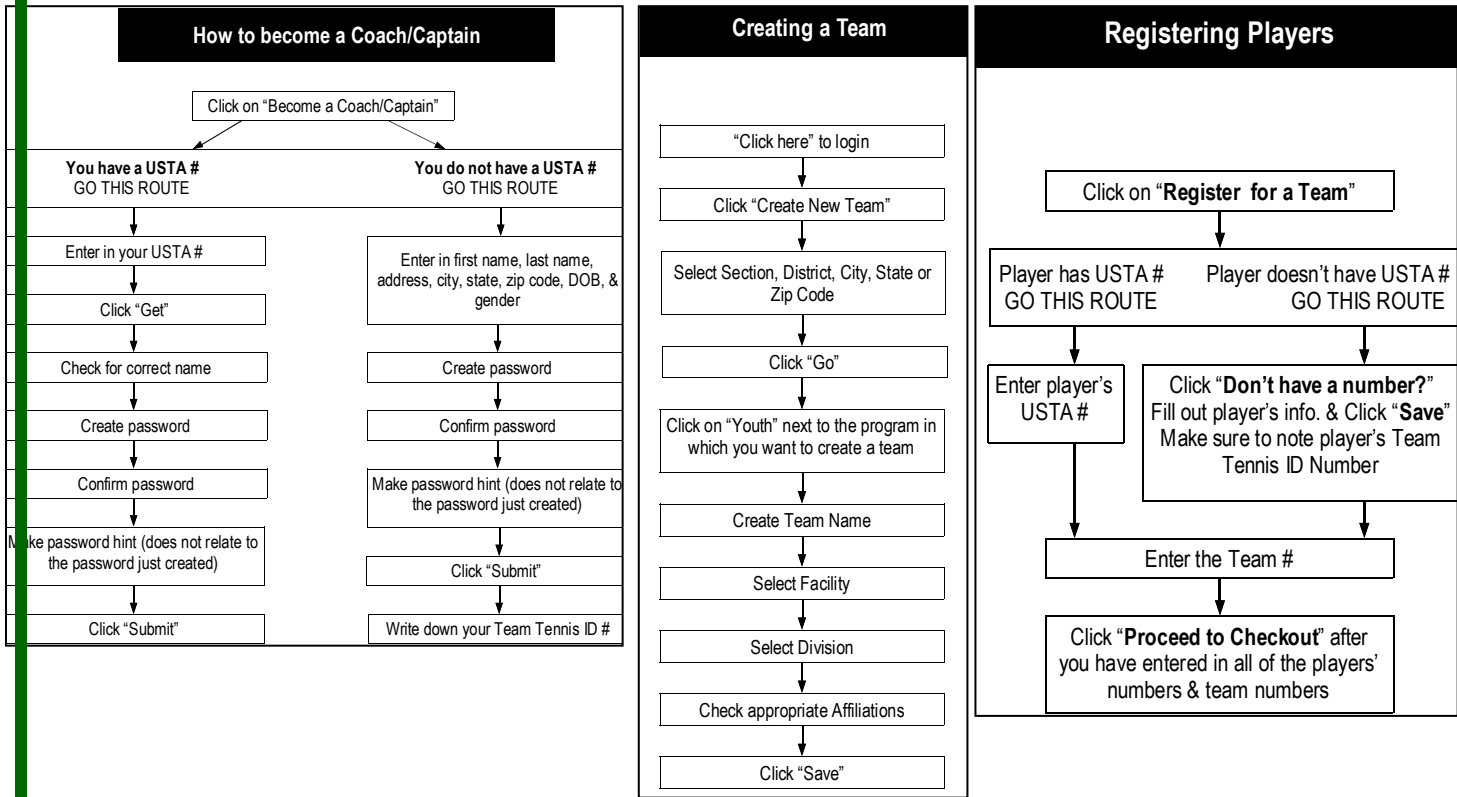 How to become a Coach/Captain
Click on “Become a Coach/Captain”
You have a USTA #
GO THIS ROUTE
Enter in your USTA #
Click “Get”
Check for correct name
Create password
Confirm password
Make password hint (does not relate to
the password just created)
Click “Submit”
You do not have a USTA #
GO THIS ROUTE
Enter in first name, last name,
address, city, state, zip code, DOB, &
gender
Create password
Confirm password
Make password hint (does not relate to
the password just created)
Click “Submit”
Write down your Team Tennis ID #
Creating a Team
“Click here” to login
Click “Create New Team”
Select Section, District, City, State or
Zip Code
Click “Go”
Click on “Youth” next to the program in
which you want to create a team
Create Team Name
Select Facility
Select Division
Check appropriate Affiliations
Click “Save”
Registering Players
Click on “Register for a Team”
Player has USTA #
GO THIS ROUTE
Player doesn’t have USTA #
GO THIS ROUTE
Enter player’s
USTA #
Click “Don’t have a number?”
Fill out player’s info. & Click “Save”
Make sure to note player’s Team
Tennis ID Number
Enter the Team #
Click “Proceed to Checkout” after
you have entered in all of the players’
numbers & team numbers